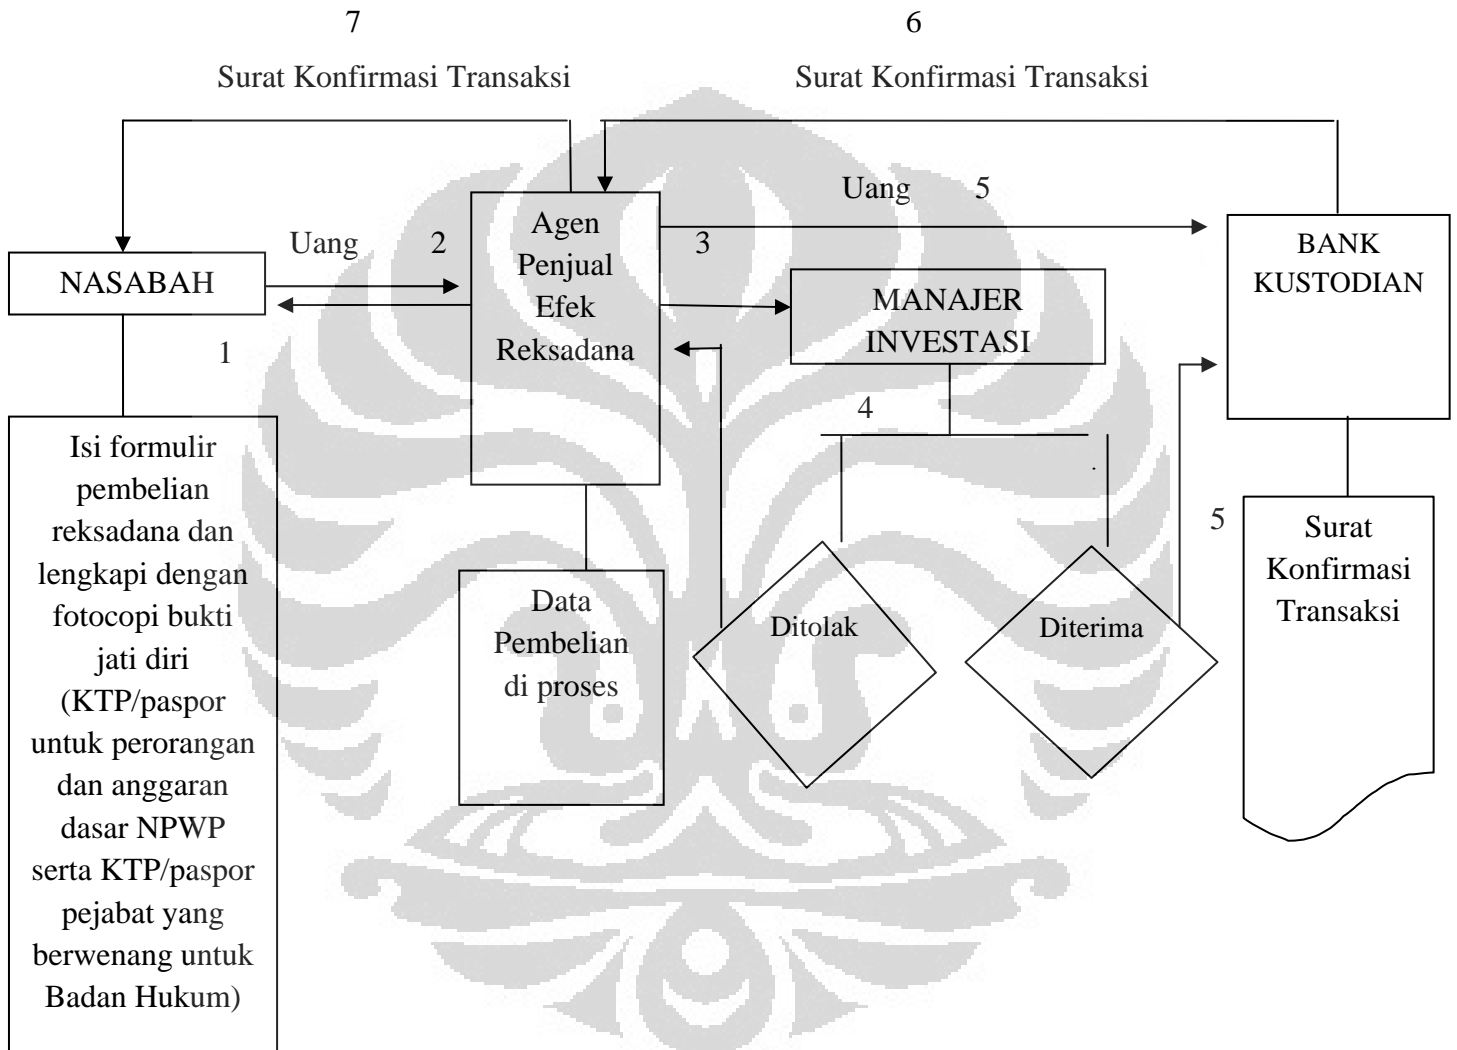 7
6
Surat Konfirmasi Transaksi
Surat Konfirmasi Transaksi
Uang 5
Uang 2
NASABAH
1
Agen
Penjual
Efek
Reksadana
3
MANAJER
INVESTASI
4
BANK
KUSTODIAN
Isi formulir
pembelian
reksadana dan
lengkapi dengan
fotocopi bukti
jati diri
(KTP/paspor
untuk perorangan
dan anggaran
dasar NPWP
serta KTP/paspor
pejabat yang
berwenang untuk
Badan Hukum)
Data
Pembelian
di proses
Ditolak
Diterima
5
Surat
Konfirmasi
Transaksi